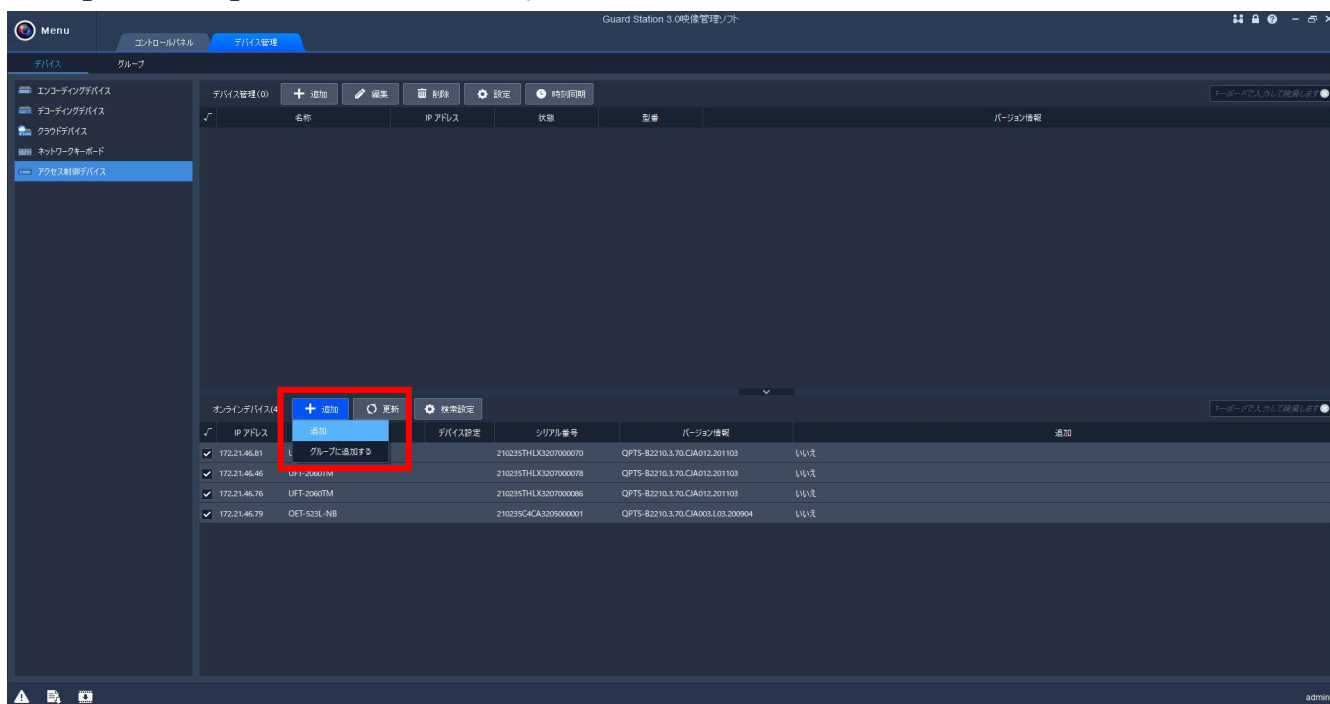 Guard Station 3.0映像管理ソフト
Menu
コントロールパネル デバイス管理
デバイス グループ
エンコーディングデバイス
デコーディングデバイス
クラウドデバイス
ネットワークキーボード
アクセス制御デバイス
デバイス管理(0) 追加 編集 削除 設定 時刻同期 キーボードで入力して検索します
名称 IP アドレス 状態 型番 バージョン情報
オンラインデバイス(4 追加 更新 検索設定 キーボードで入力して検索します
IP アドレス デバイス設定 シリアル番号 バージョン情報 追加
追加
グループに追加する
172.21.46.81 210235THLX3207000070 QPTS-B2210.3.70.CJA012.201103 いいえ
172.21.46.46 UFT-2060TM 210235THLX3207000078 QPTS-B2210.3.70.CJA012.201103 いいえ
172.21.46.76 UFT-2060TM 210235THLX3207000086 QPTS-B2210.3.70.CJA012.201103 いいえ
172.21.46.79 OET-523L-NB 210235C4CA3205000001 QPTS-B2210.3.70.CJA003.L03.200904 いいえ
admin